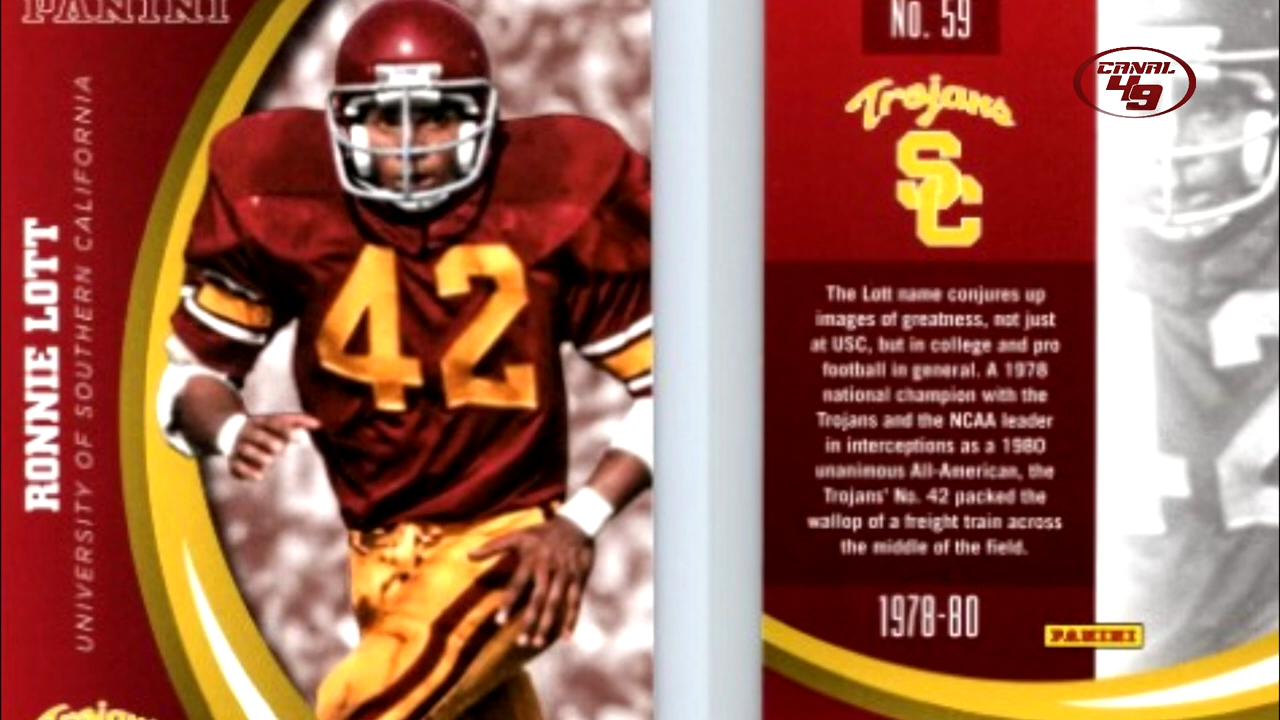 PANINI
RONNIE LOTT
UNIVERSITY OF SOUTHERN CALIFORNIA
42
Trojans
No. 59
Trojans
SC
The Lott name conjures up
images of greatness, not just
at USC, but in college and pro
football in general. A 1978
national champion with the
Trojans and the NCAA leader
in interceptions as a 1980
unanimous All-American, the
Trojans' No. 42 packed the
wallop of a freight train across
the middle of the field.
1978-80
PANINI
CANAL
49